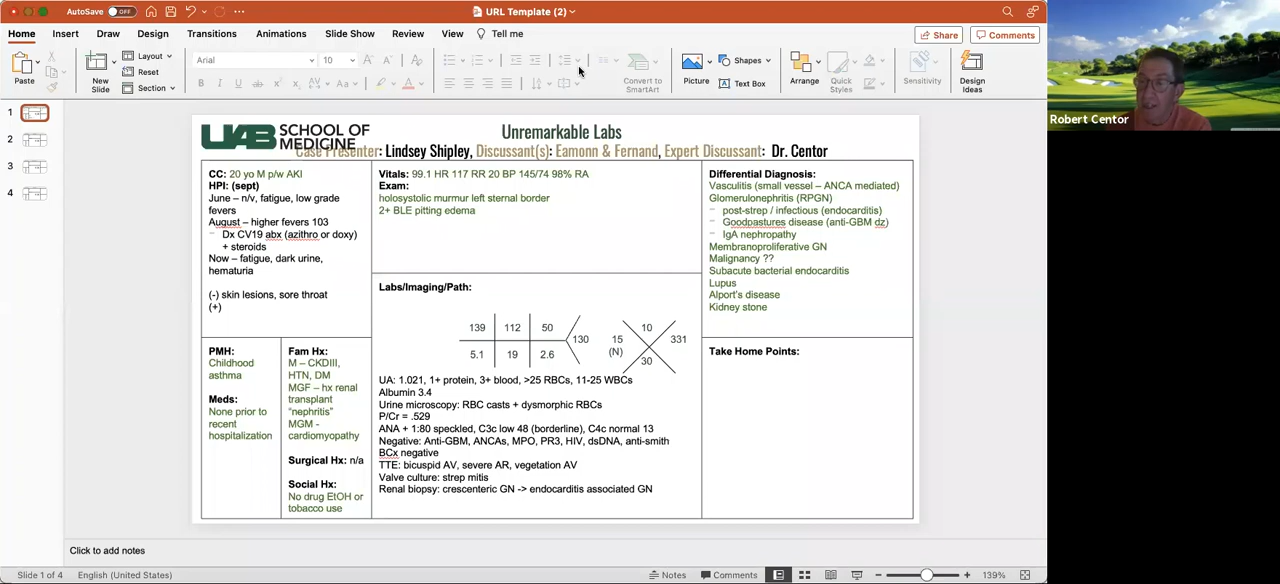 AutoSave OFF
URL Template (2)
Home Insert Draw Design Transitions Animations Slide Show Review View Tell me
Share Comments
Paste
New Slide
Layout
Reset
Section
Arial 10
Convert to SmartArt
Picture
Shapes
Text Box
Arrange
Quick Styles
Sensitivity
Design Ideas
1
2
3
4
UAB SCHOOL OF MEDICINE
Unremarkable Labs
Case Presenter: Lindsey Shipley, Discussant(s): Eamonn & Fernand, Expert Discussant: Dr. Centor
CC: 20 yo M p/w AKI
HPI: (sept)
June – n/v, fatigue, low grade
fevers
August – higher fevers 103
- Dx CV19 abx (azithro or doxy)
+ steroids
Now – fatigue, dark urine,
hematuria
(-) skin lesions, sore throat
(+)
PMH:
Childhood
asthma
Meds:
None prior to
recent
hospitalization
Fam Hx:
M – CKDIII,
HTN, DM
MGF – hx renal
transplant
"nephritis"
MGM -
cardiomyopathy
Surgical Hx: n/a
Social Hx:
No drug EtOH or
tobacco use
Vitals: 99.1 HR 117 RR 20 BP 145/74 98% RA
Exam:
holosystolic murmur left sternal border
2+ BLE pitting edema
Labs/Imaging/Path:
139 112 50
130
5.1 19 2.6
10
15
(N)
331
30
UA: 1.021, 1+ protein, 3+ blood, >25 RBCs, 11-25 WBCs
Albumin 3.4
Urine microscopy: RBC casts + dysmorphic RBCs
P/Cr = .529
ANA + 1:80 speckled, C3c low 48 (borderline), C4c normal 13
Negative: Anti-GBM, ANCAs, MPO, PR3, HIV, dsDNA, anti-smith
BCx negative
TTE: bicuspid AV, severe AR, vegetation AV
Valve culture: strep mitis
Renal biopsy: crescenteric GN -> endocarditis associated GN
Differential Diagnosis:
Vasculitis (small vessel – ANCA mediated)
Glomerulonephritis (RPGN)
- post-strep / infectious (endocarditis)
- Goodpastures disease (anti-GBM dz)
- IgA nephropathy
Membranoproliferative GN
Malignancy ??
Subacute bacterial endocarditis
Lupus
Alport's disease
Kidney stone
Take Home Points:
Robert Centor
Click to add notes
Slide 1 of 4 English (United States)
Notes Comments 139%